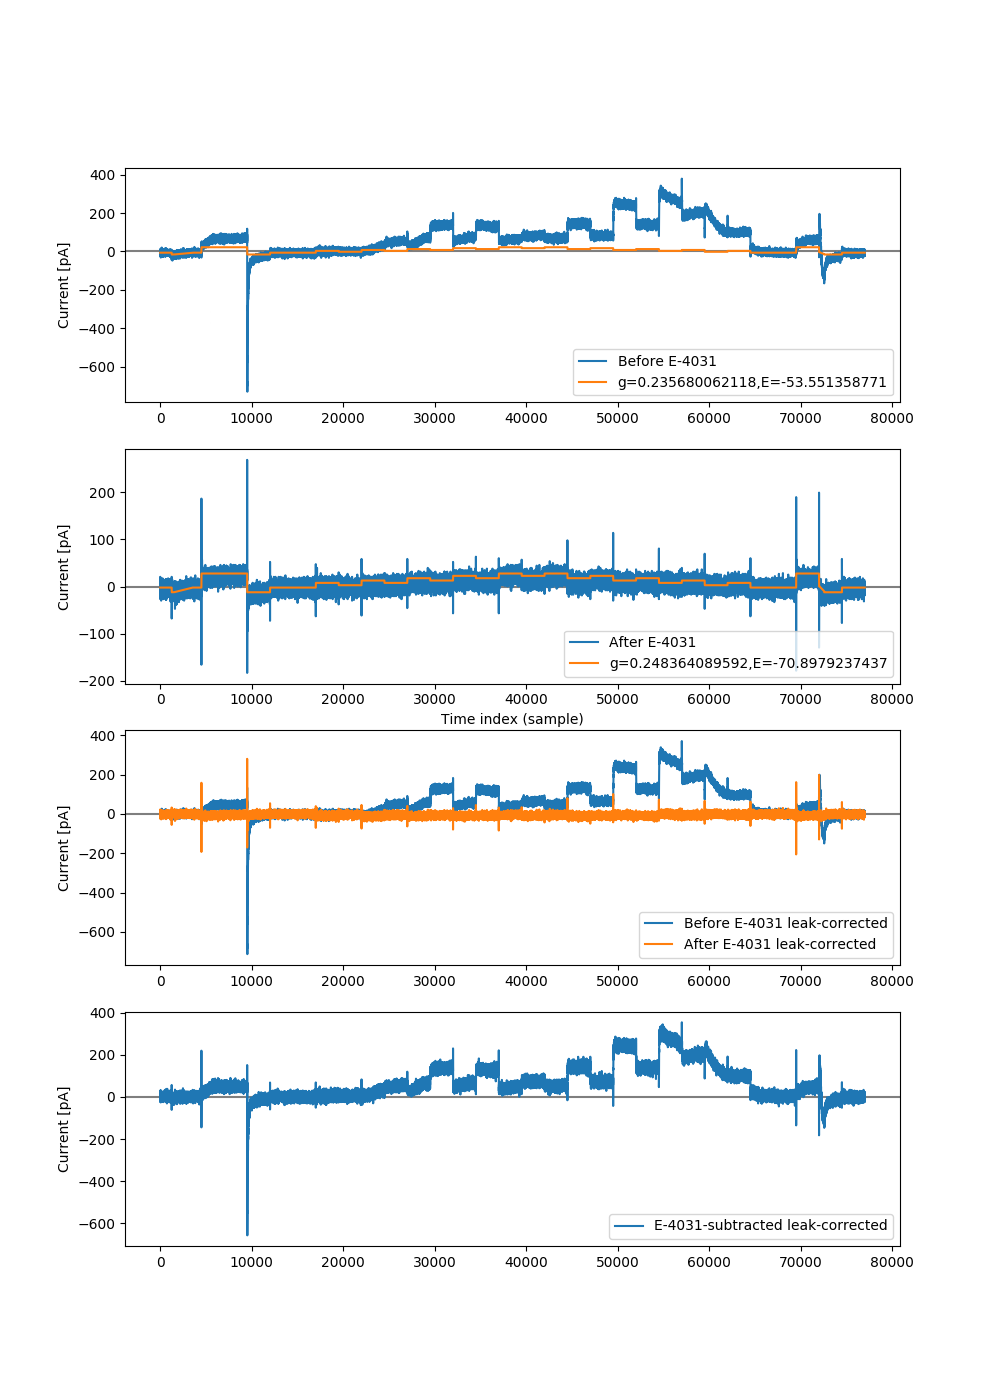 400
200
0
−200
−400
−600
Current [pA]
Before E-4031
g=0.235680062118,E=-53.551358771
0 10000 20000 30000 40000 50000 60000 70000 80000
200
100
0
−100
−200
Current [pA]
After E-4031
g=0.248364089592,E=-70.8979237437
0 10000 20000 30000 40000 50000 60000 70000 80000
Time index (sample)
400
200
0
−200
−400
−600
Current [pA]
Before E-4031 leak-corrected
After E-4031 leak-corrected
0 10000 20000 30000 40000 50000 60000 70000 80000
400
200
0
−200
−400
−600
Current [pA]
E-4031-subtracted leak-corrected
0 10000 20000 30000 40000 50000 60000 70000 80000